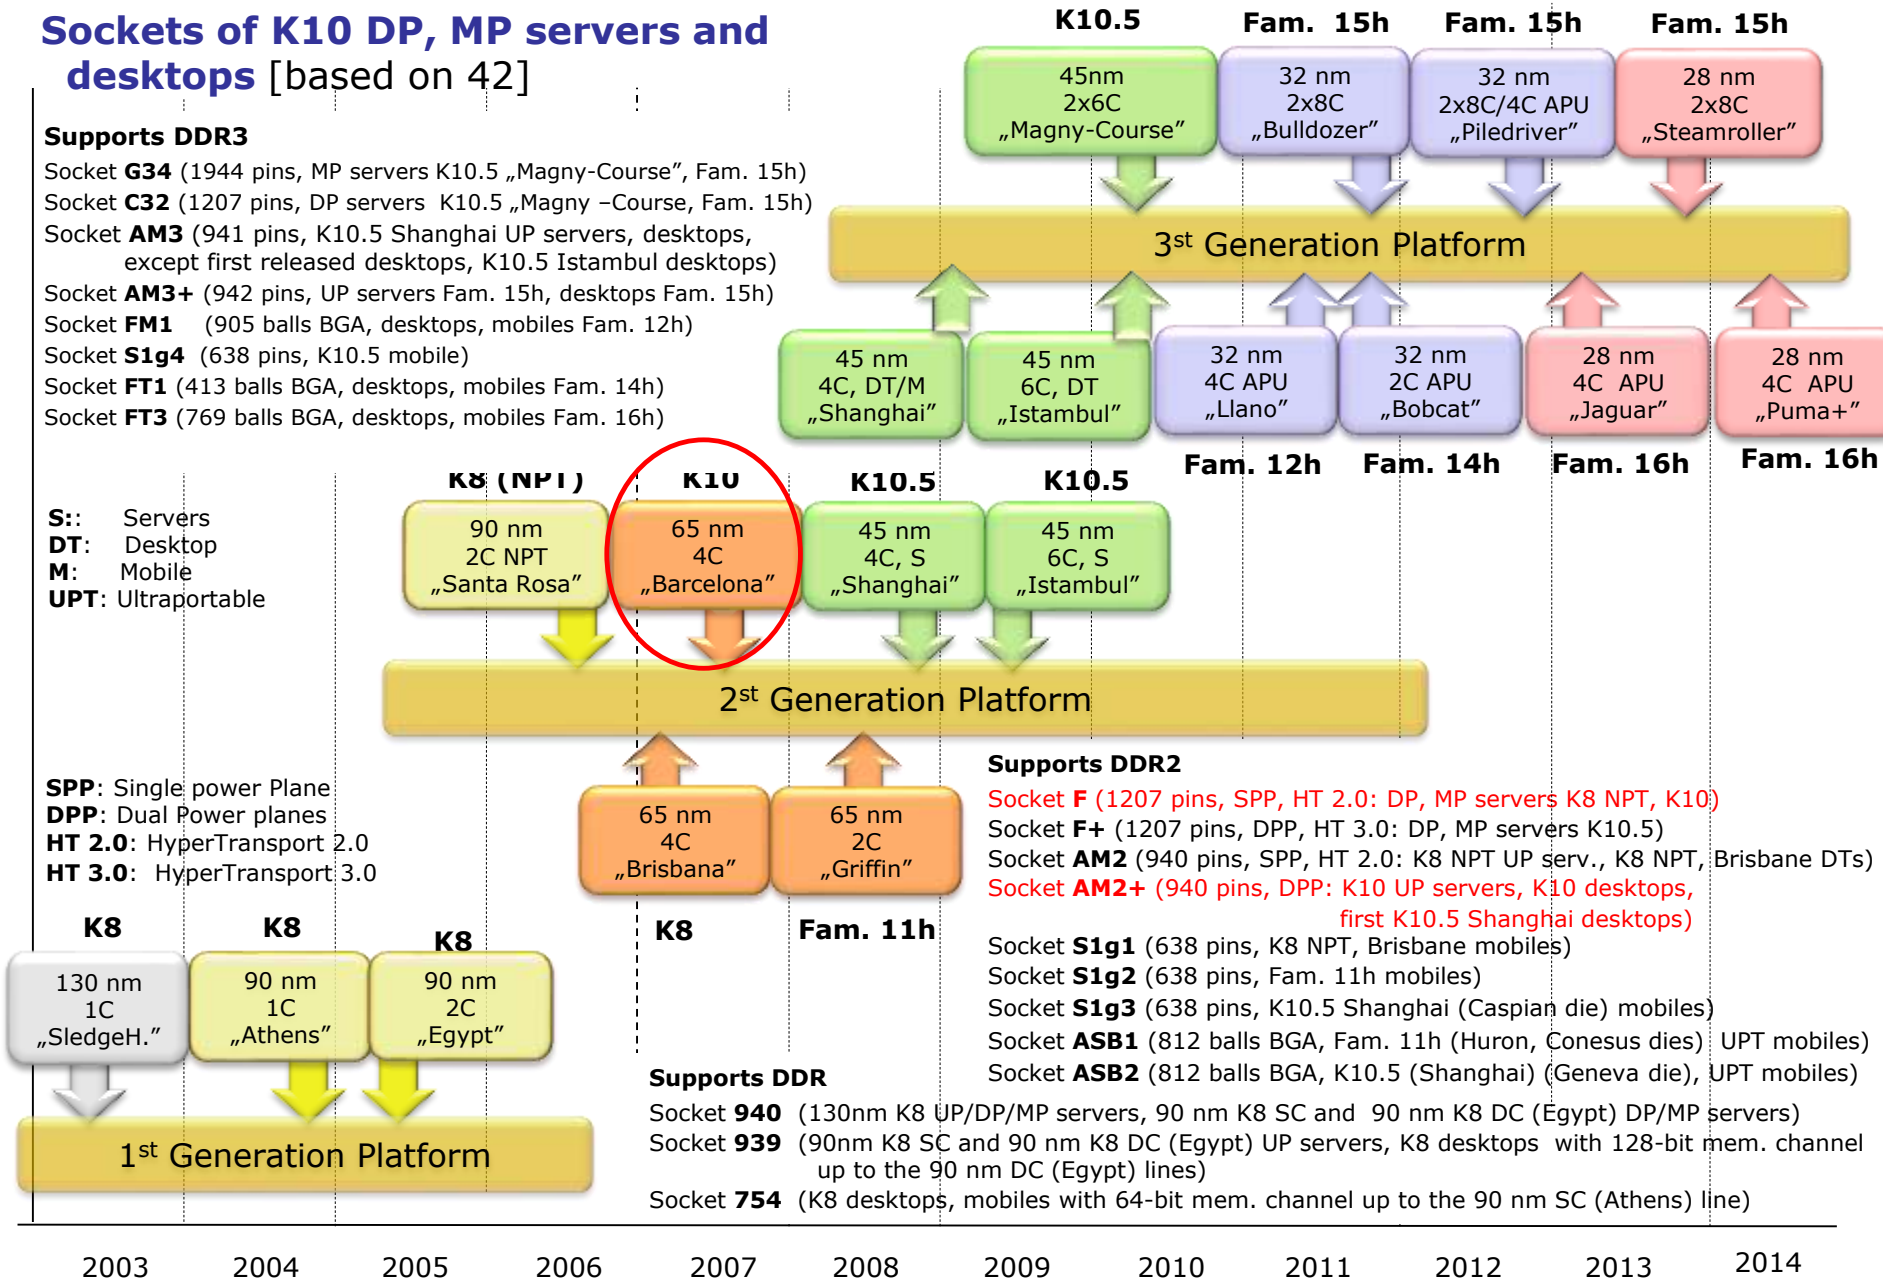 Sockets of K10 DP, MP servers and
desktops [based on 42]
K10.5
Fam. 15h
Fam. 15h
Fam. 15h
45nm
2x6C
„Magny-Course”
32 nm
2x8C
„Bulldozer”
32 nm
2x8C/4C APU
„Piledriver”
28 nm
2x8C
„Steamroller”
Supports DDR3
Socket G34 (1944 pins, MP servers K10.5 „Magny-Course”, Fam. 15h)
Socket C32 (1207 pins, DP servers K10.5 „Magny –Course, Fam. 15h)
Socket AM3 (941 pins, K10.5 Shanghai UP servers, desktops,
except first released desktops, K10.5 Istambul desktops)
Socket AM3+ (942 pins, UP servers Fam. 15h, desktops Fam. 15h)
Socket FM1 (905 balls BGA, desktops, mobiles Fam. 12h)
Socket S1g4 (638 pins, K10.5 mobile)
Socket FT1 (413 balls BGA, desktops, mobiles Fam. 14h)
Socket FT3 (769 balls BGA, desktops, mobiles Fam. 16h)
3st Generation Platform
45 nm
4C, DT/M
„Shanghai”
45 nm
6C, DT
„Istambul”
32 nm
4C APU
„Llano”
32 nm
2C APU
„Bobcat”
28 nm
4C APU
„Jaguar”
28 nm
4C APU
„Puma+”
Fam. 12h
Fam. 14h
Fam. 16h
Fam. 16h
K8 (NPT)
K10
K10.5
K10.5
S:: Servers
DT: Desktop
M: Mobile
UPT: Ultraportable
90 nm
2C NPT
„Santa Rosa”
65 nm
4C
„Barcelona”
45 nm
4C, S
„Shanghai”
45 nm
6C, S
„Istambul”
2st Generation Platform
SPP: Single power Plane
DPP: Dual Power planes
HT 2.0: HyperTransport 2.0
HT 3.0: HyperTransport 3.0
65 nm
4C
„Brisbana”
65 nm
2C
„Griffin”
K8
Fam. 11h
Supports DDR2
Socket F (1207 pins, SPP, HT 2.0: DP, MP servers K8 NPT, K10)
Socket F+ (1207 pins, DPP, HT 3.0: DP, MP servers K10.5)
Socket AM2 (940 pins, SPP, HT 2.0: K8 NPT UP serv., K8 NPT, Brisbane DTs)
Socket AM2+ (940 pins, DPP: K10 UP servers, K10 desktops,
first K10.5 Shanghai desktops)
Socket S1g1 (638 pins, K8 NPT, Brisbane mobiles)
Socket S1g2 (638 pins, Fam. 11h mobiles)
Socket S1g3 (638 pins, K10.5 Shanghai (Caspian die) mobiles)
Socket ASB1 (812 balls BGA, Fam. 11h (Huron, Conesus dies) UPT mobiles)
Socket ASB2 (812 balls BGA, K10.5 (Shanghai) (Geneva die), UPT mobiles)
K8
K8
K8
130 nm
1C
„SledgeH.”
90 nm
1C
„Athens”
90 nm
2C
„Egypt”
1st Generation Platform
Supports DDR
Socket 940 (130nm K8 UP/DP/MP servers, 90 nm K8 SC and 90 nm K8 DC (Egypt) DP/MP servers)
Socket 939 (90nm K8 SC and 90 nm K8 DC (Egypt) UP servers, K8 desktops with 128-bit mem. channel
up to the 90 nm DC (Egypt) lines)
Socket 754 (K8 desktops, mobiles with 64-bit mem. channel up to the 90 nm SC (Athens) line)
2003 2004 2005 2006 2007 2008 2009 2010 2011 2012 2013 2014